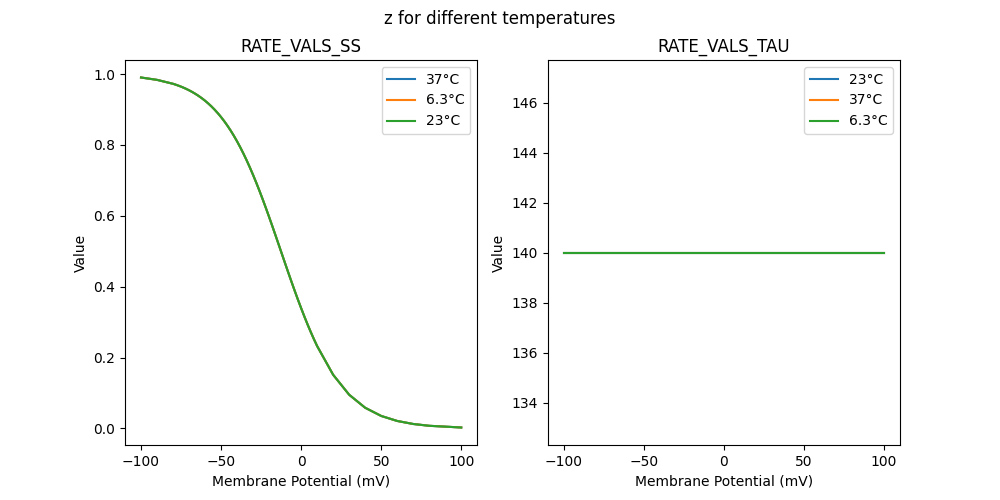 z for different temperatures
RATE_VALS_SS
37°C
6.3°C
23°C
1.0
0.8
0.6
0.4
0.2
0.0
Value
−100
−50
0
50
100
Membrane Potential (mV)
RATE_VALS_TAU
23°C
37°C
6.3°C
146
144
142
140
138
136
134
Value
−100
−50
0
50
100
Membrane Potential (mV)